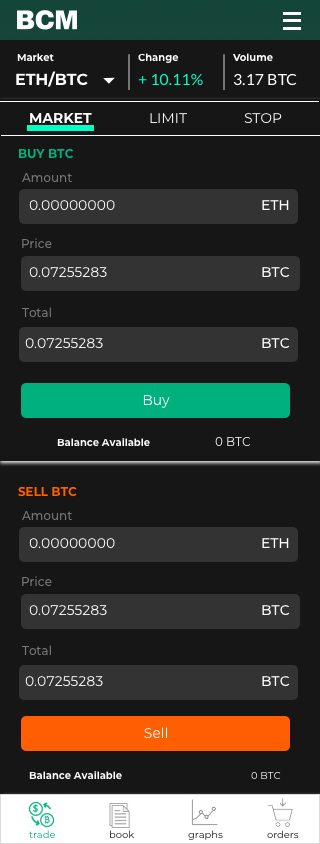 BCM
Market Change Volume
ETH/BTC + 10.11% 3.17 BTC
MARKET LIMIT STOP
BUY BTC
Amount
0.00000000 ETH
Price
0.07255283 BTC
Total
0.07255283 BTC
Buy
Balance Available 0 BTC
SELL BTC
Amount
0.00000000 ETH
Price
0.07255283 BTC
Total
0.07255283 BTC
Sell
Balance Available 0 BTC
trade book graphs orders